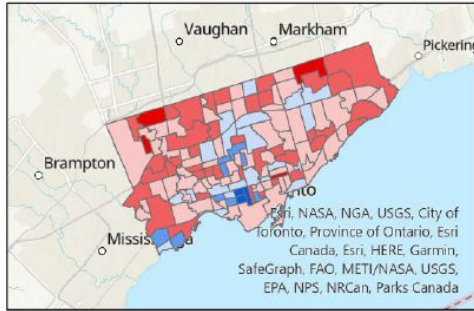 Vaughan
Markham
Pickering
Brampton
Esri, NASA, NGA, USGS, City of
Toronto, Province of Ontario, Esri
Canada, Esri, HERE, Garmin,
SafeGraph, FAO, METI/NASA, USGS,
EPA, NPS, NRCan, Parks Canada